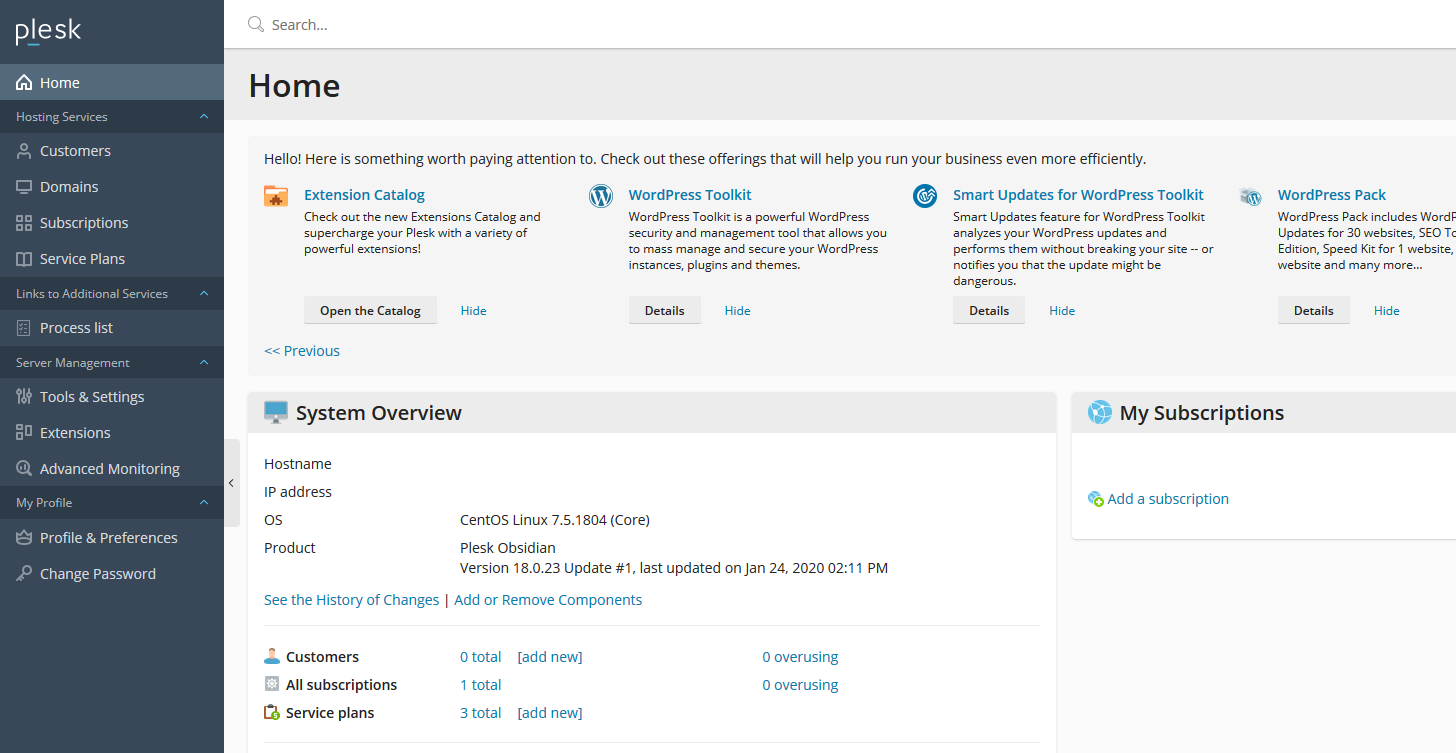 plesk
Search...
Home
Home
Hosting Services
Customers
Domains
Subscriptions
Service Plans
Links to Additional Services
Process list
Server Management
Tools & Settings
Extensions
Advanced Monitoring
My Profile
Profile & Preferences
Change Password
Hello! Here is something worth paying attention to. Check out these offerings that will help you run your business even more efficiently.
Extension Catalog
Check out the new Extensions Catalog and
supercharge your Plesk with a variety of
powerful extensions!
Open the Catalog Hide
WordPress Toolkit
WordPress Toolkit is a powerful WordPress
security and management tool that allows you
to mass manage and secure your WordPress
instances, plugins and themes.
Details Hide
Smart Updates for WordPress Toolkit
Smart Updates feature for WordPress Toolkit
analyzes your WordPress updates and
performs them without breaking your site -- or
notifies you that the update might be
dangerous.
Details Hide
WordPress Pack
WordPress Pack includes WordP
Updates for 30 websites, SEO To
Edition, Speed Kit for 1 website,
website and many more...
Details Hide
<< Previous
System Overview
Hostname
IP address
OS CentOS Linux 7.5.1804 (Core)
Product Plesk Obsidian
Version 18.0.23 Update #1, last updated on Jan 24, 2020 02:11 PM
See the History of Changes | Add or Remove Components
Customers 0 total [add new] 0 overusing
All subscriptions 1 total 0 overusing
Service plans 3 total [add new]
My Subscriptions
Add a subscription